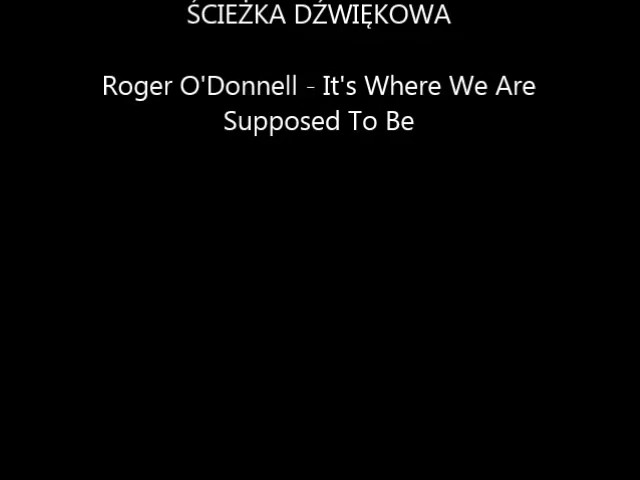 ŚCIEŻKA DŹWIĘKOWA
Roger O'Donnell - It's Where We Are
Supposed To Be